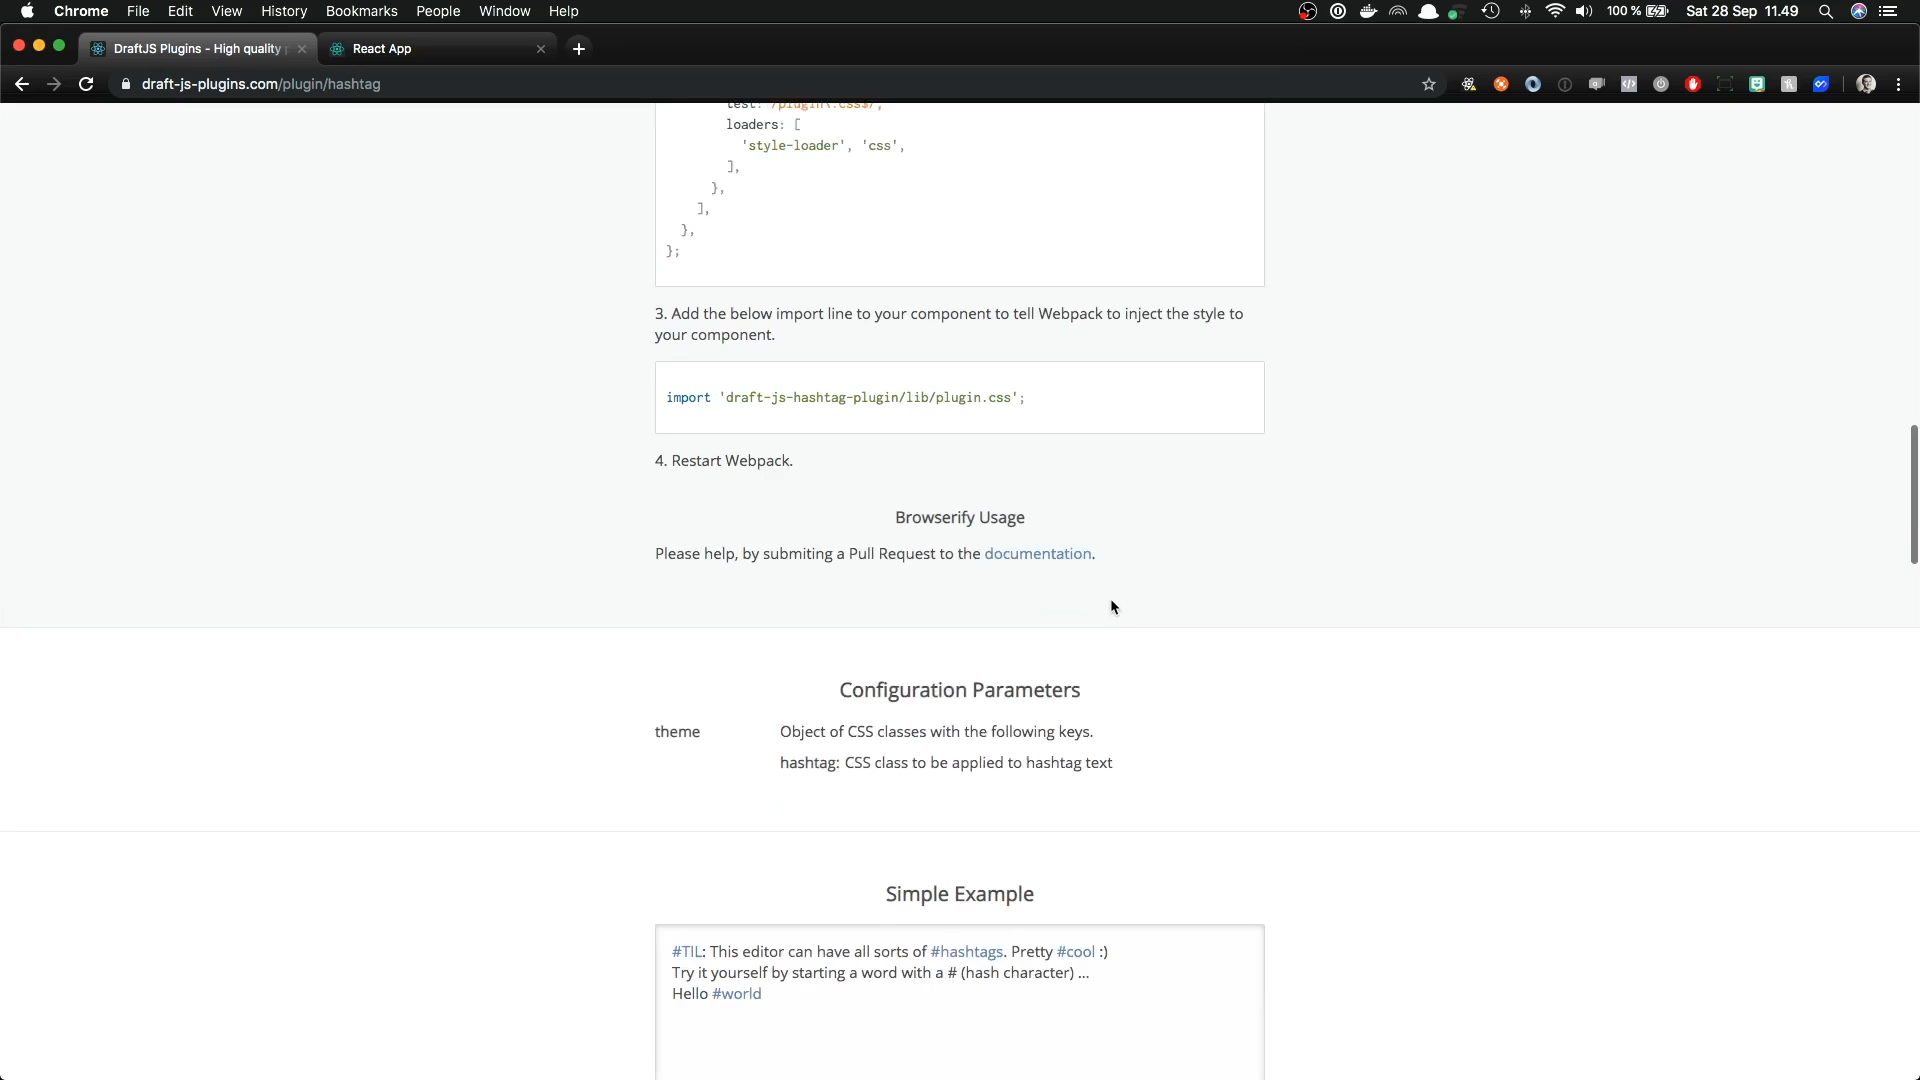 Chrome File Edit View History Bookmarks People Window Help 100 % Sat 28 Sep 11.49
DraftJS Plugins - High quality React App
draft-js-plugins.com/plugin/hashtag
test: /plugin\.css$/,
loaders: [
'style-loader', 'css',
],
},
],
},
};
3. Add the below import line to your component to tell Webpack to inject the style to
your component.
import 'draft-js-hashtag-plugin/lib/plugin.css';
4. Restart Webpack.
Browserify Usage
Please help, by submiting a Pull Request to the documentation.
Configuration Parameters
theme Object of CSS classes with the following keys.
hashtag: CSS class to be applied to hashtag text
Simple Example
#TIL: This editor can have all sorts of #hashtags. Pretty #cool :)
Try it yourself by starting a word with a # (hash character) ...
Hello #world